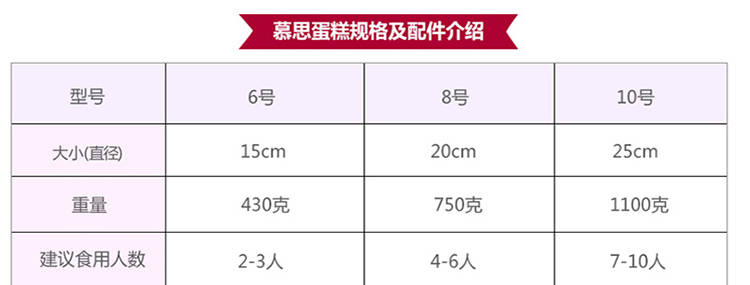 慕思蛋糕规格及配件介绍
型号 6号 8号 10号
大小(直径) 15cm 20cm 25cm
重量 430克 750克 1100克
建议食用人数 2-3人 4-6人 7-10人